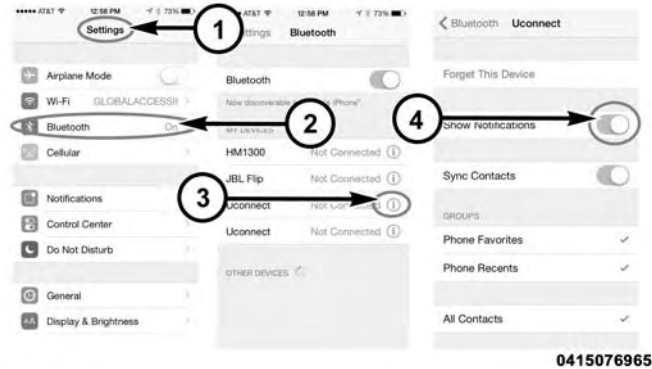 AT&T 12:58 PM 73%
Settings
Airplane Mode
Wi-Fi GLOBALACCESSII
Bluetooth On
Cellular
Notifications
Control Center
Do Not Disturb
General
AA Display & Brightness
1
2
3
4
AT&T 12:58 PM 73%
Bluetooth
Bluetooth
Now discoverable iPhone".
MY DEVICES
HM1300 Not Connected
JBL Flip Not Connected
Uconnect Not
Uconnect Not Connected
OTHER DEVICES
Bluetooth Uconnect
Forget This Device
Show Notifications
Sync Contacts
GROUPS
Phone Favorites
Phone Recents
All Contacts
0415076965